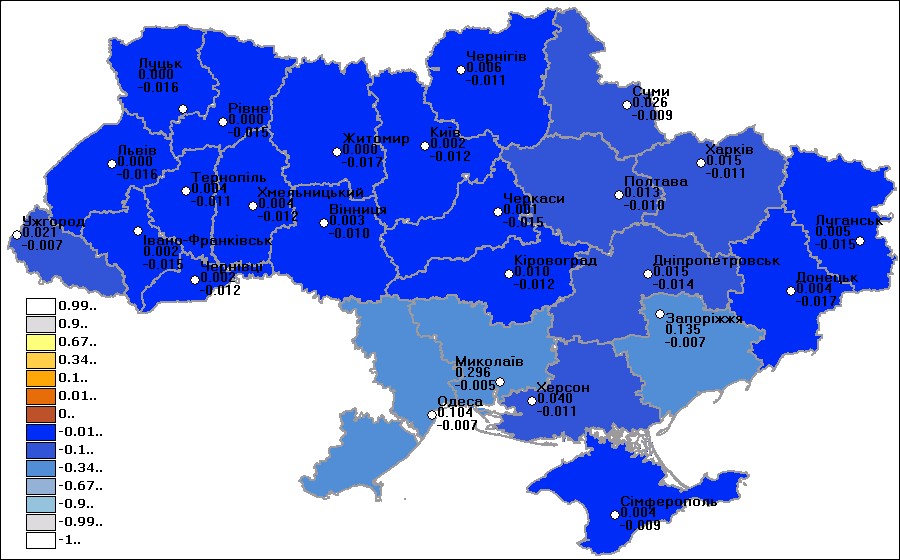 Чернігів
0.006
-0.011
Луцьк
0.000
-0.016
Суми
0.026
-0.009
Рівне
0.000
-0.015
Житомир
0.000
-0.017
Київ
0.002
-0.012
Харків
0.015
-0.011
Львів
0.000
-0.016
Тернопіль
0.004
-0.011
Хмельницький
0.004
-0.012
Вінниця
0.003
-0.010
Черкаси
0.001
-0.015
Полтава
0.013
-0.010
Ужгород
0.021
-0.007
Івано-Франківськ
0.002
-0.015
Чернівці
0.002
-0.012
Кіровоград
0.010
-0.012
Дніпропетровськ
0.015
-0.014
Луганськ
0.005
-0.015
Донецьк
0.004
-0.017
Запоріжжя
0.135
-0.007
Миколаїв
0.296
-0.005
Херсон
0.040
-0.011
Одеса
0.104
-0.007
Сімферополь
0.004
-0.009
0.99..
0.9..
0.67..
0.34..
0.1..
0.01..
0..
-0.01..
-0.1..
-0.34..
-0.67..
-0.9..
-0.99..
-1..